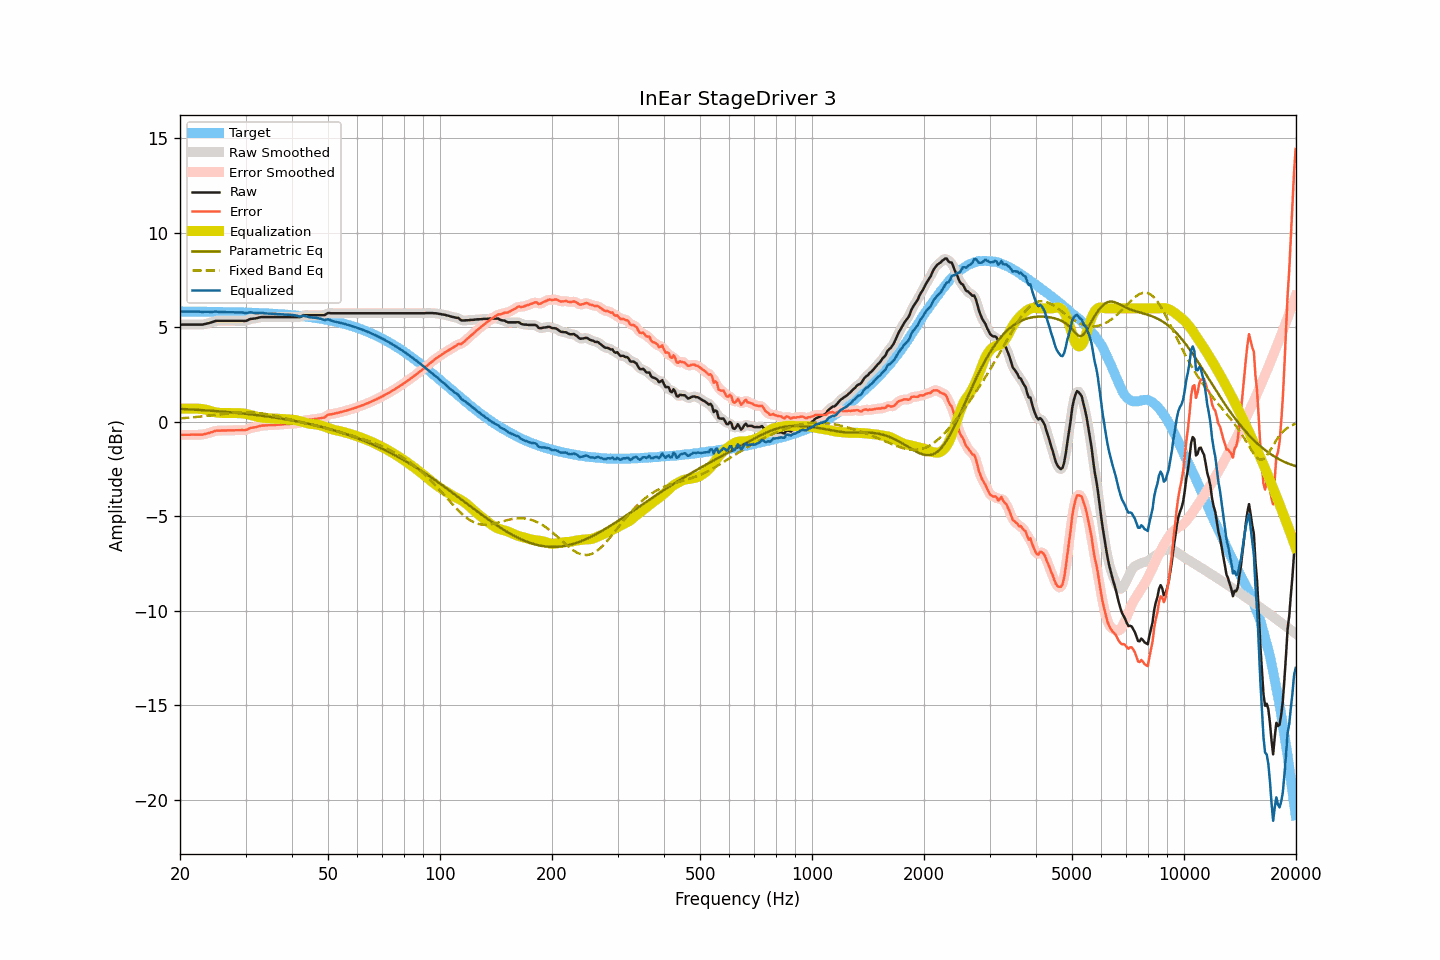 InEar StageDriver 3
Target
Raw Smoothed
Error Smoothed
Raw
Error
Equalization
Parametric Eq
Fixed Band Eq
Equalized
15
10
5
0
−5
−10
−15
−20
Amplitude (dBr)
20 50 100 200 500 1000 2000 5000 10000 20000
Frequency (Hz)